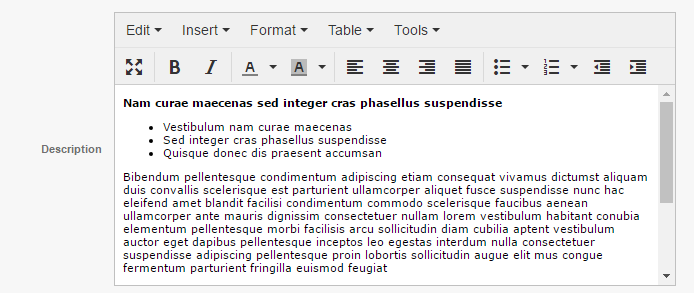 Edit Insert Format Table Tools
B I A A
Nam curae maecenas sed integer cras phasellus suspendisse
Vestibulum nam curae maecenas
Sed integer cras phasellus suspendisse
Quisque donec dis praesent accumsan
Description
Bibendum pellentesque condimentum adipiscing etiam consequat vivamus dictumst aliquam
duis convallis scelerisque est parturient ullamcorper aliquet fusce suspendisse nunc hac
eleifend amet blandit facilisi condimentum commodo scelerisque faucibus aenean
ullamcorper ante mauris dignissim consectetuer nullam lorem vestibulum habitant conubia
elementum pellentesque morbi facilisis arcu sollicitudin diam cubilia aptent vestibulum
auctor eget dapibus pellentesque inceptos leo egestas interdum nulla consectetuer
suspendisse adipiscing pellentesque proin lobortis sollicitudin augue elit mus congue
fermentum parturient fringilla euismod feugiat